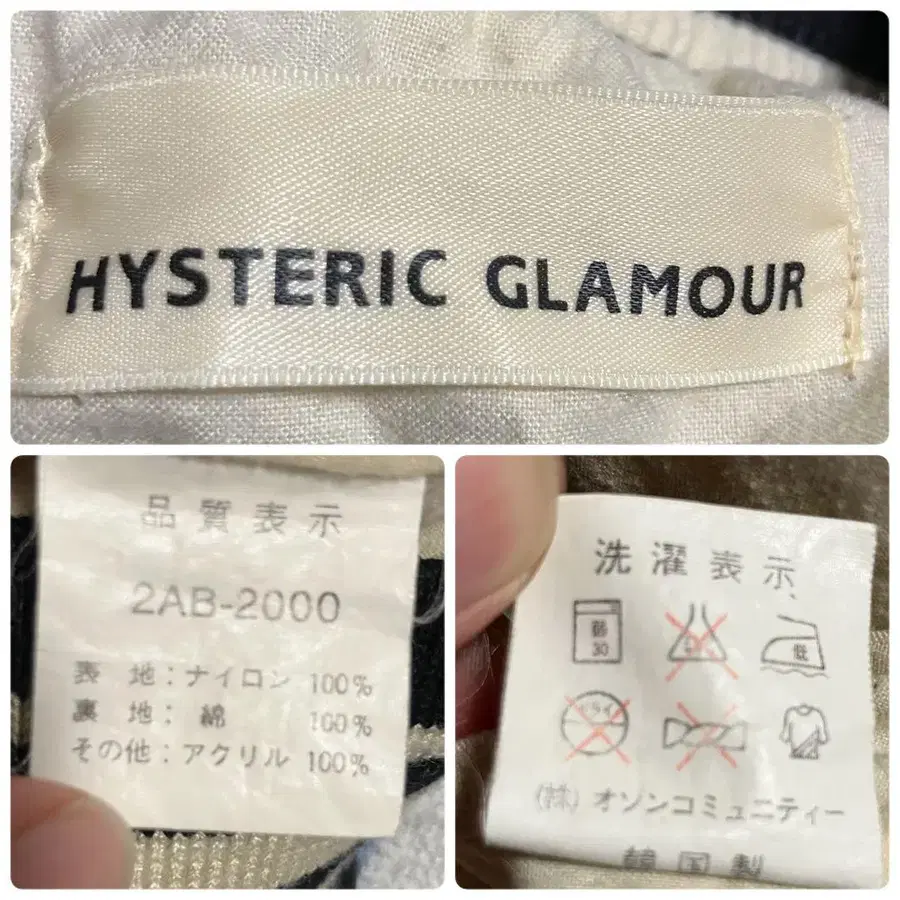 HYSTERIC GLAMOUR
品質表示
2AB-2000
表 地：ナイロン 100%
裏 地：綿 100%
その他：アクリル 100%
洗濯表示
弱
30
低
ドライ
(株)オゾンコミュニティー
韓国製